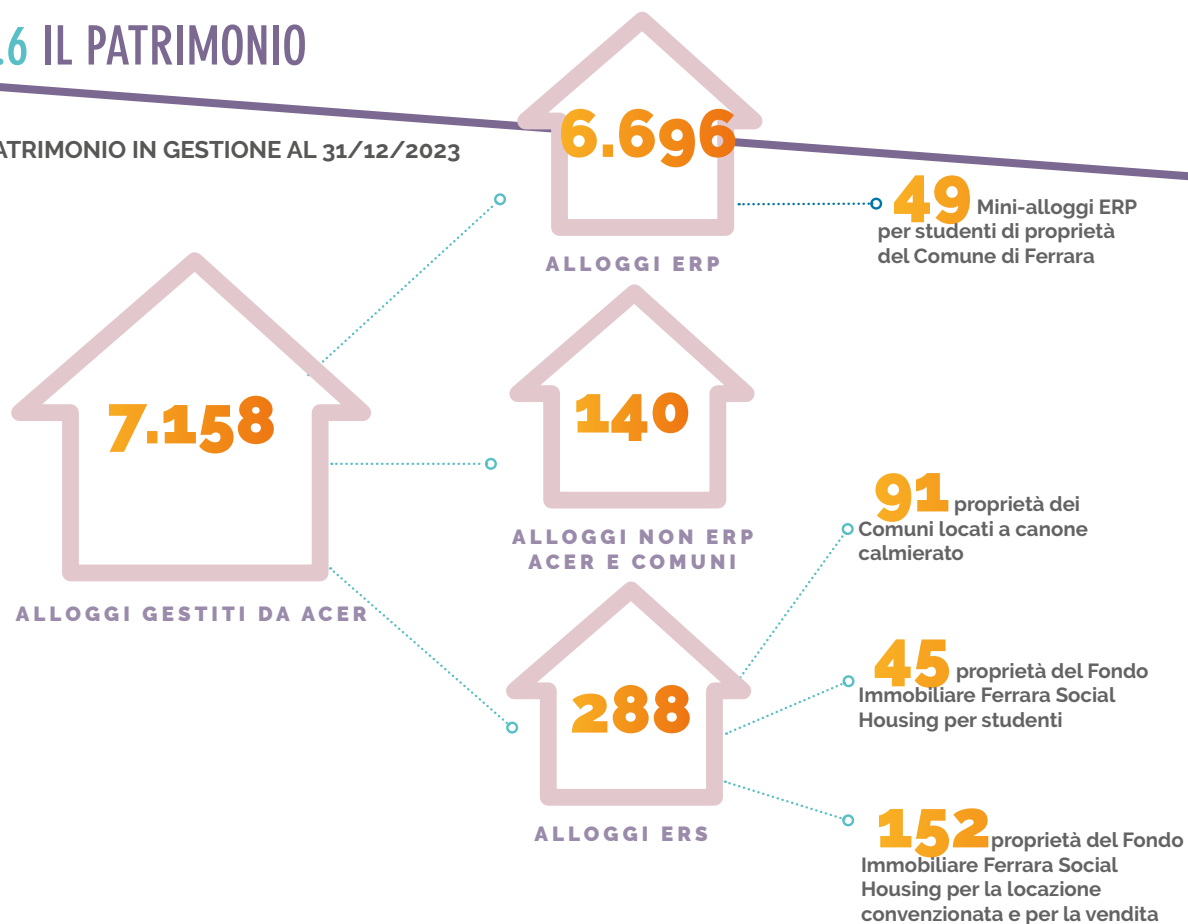 .6 IL PATRIMONIO
ATRIMONIO IN GESTIONE AL 31/12/2023
6.696
ALLOGGI ERP
49 Mini-alloggi ERP
per studenti di proprietà
del Comune di Ferrara
7.158
ALLOGGI GESTITI DA ACER
140
ALLOGGI NON ERP
ACER E COMUNI
288
ALLOGGI ERS
91 proprietà dei
Comuni locati a canone
calmierato
45 proprietà del Fondo
Immobiliare Ferrara Social
Housing per studenti
152 proprietà del Fondo
Immobiliare Ferrara Social
Housing per la locazione
convenzionata e per la vendita